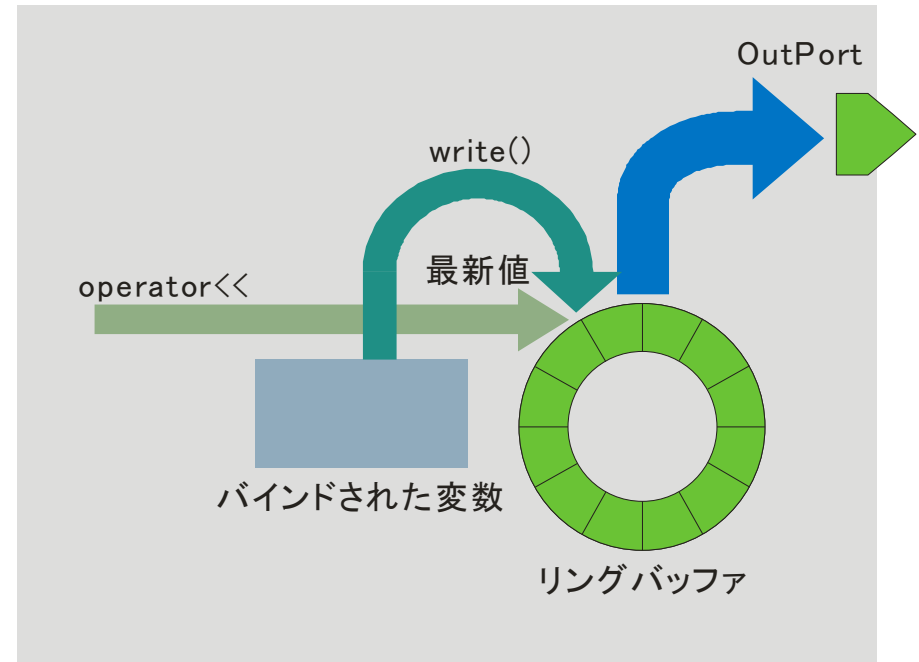 OutPort
write()
最新値
operator<<
バインドされた変数
リングバッファ